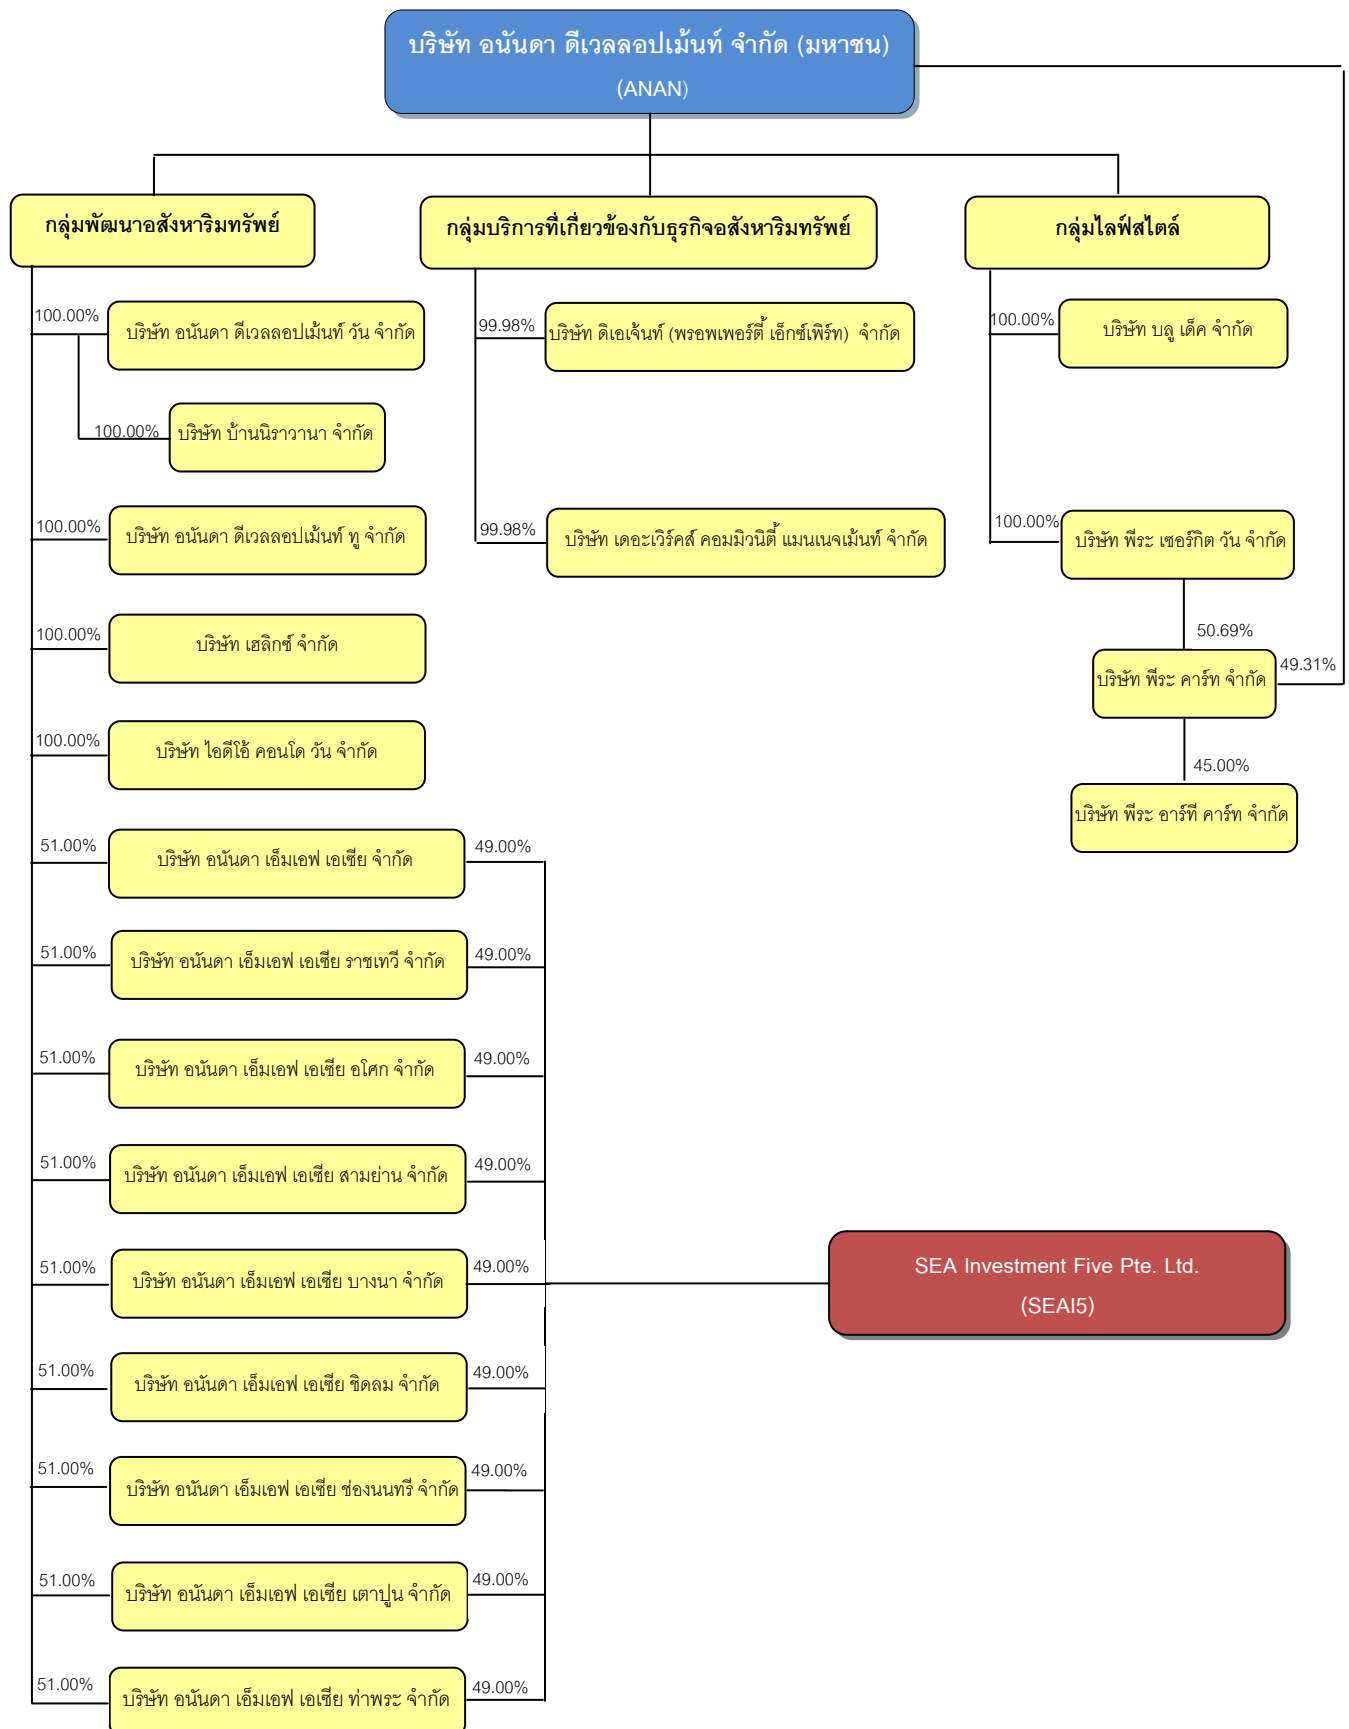 บริษัท อนันดา ดีเวลลอปเม้นท์ จำกัด (มหาชน)
(ANAN)
กลุ่มพัฒนาอสังหาริมทรัพย์
100.00%
บริษัท อนันดา ดีเวลลอปเม้นท์ วัน จำกัด
100.00%
บริษัท บ้านนิราวานา จำกัด
100.00%
บริษัท อนันดา ดีเวลลอปเม้นท์ ทู จำกัด
100.00%
บริษัท เฮลิกซ์ จำกัด
100.00%
บริษัท ไอดีโอ้ คอนโด วัน จำกัด
51.00%
บริษัท อนันดา เอ็มเอฟ เอเซีย จำกัด
49.00%
51.00%
บริษัท อนันดา เอ็มเอฟ เอเซีย ราชเทวี จำกัด
49.00%
51.00%
บริษัท อนันดา เอ็มเอฟ เอเซีย อโศก จำกัด
49.00%
51.00%
บริษัท อนันดา เอ็มเอฟ เอเซีย สามย่าน จำกัด
49.00%
51.00%
บริษัท อนันดา เอ็มเอฟ เอเซีย บางนา จำกัด
49.00%
51.00%
บริษัท อนันดา เอ็มเอฟ เอเซีย ชิดลม จำกัด
49.00%
51.00%
บริษัท อนันดา เอ็มเอฟ เอเซีย ช่องนนทรี จำกัด
49.00%
51.00%
บริษัท อนันดา เอ็มเอฟ เอเซีย เตาปูน จำกัด
49.00%
51.00%
บริษัท อนันดา เอ็มเอฟ เอเซีย ท่าพระ จำกัด
49.00%
SEA Investment Five Pte. Ltd.
(SEAI5)
กลุ่มบริการที่เกี่ยวข้องกับธุรกิจอสังหาริมทรัพย์
99.98%
บริษัท ดิเอเจ้นท์ (พรอพเพอร์ตี้ เอ็กซ์เพิร์ท) จำกัด
99.98%
บริษัท เดอะเวิร์คส์ คอมมิวนิตี้ แมนเนจเม้นท์ จำกัด
กลุ่มไลฟ์สไตล์
100.00%
บริษัท บลู เด็ค จำกัด
100.00%
บริษัท พีระ เซอร์กิต วัน จำกัด
50.69%
บริษัท พีระ คาร์ท จำกัด
49.31%
45.00%
บริษัท พีระ อาร์ที คาร์ท จำกัด